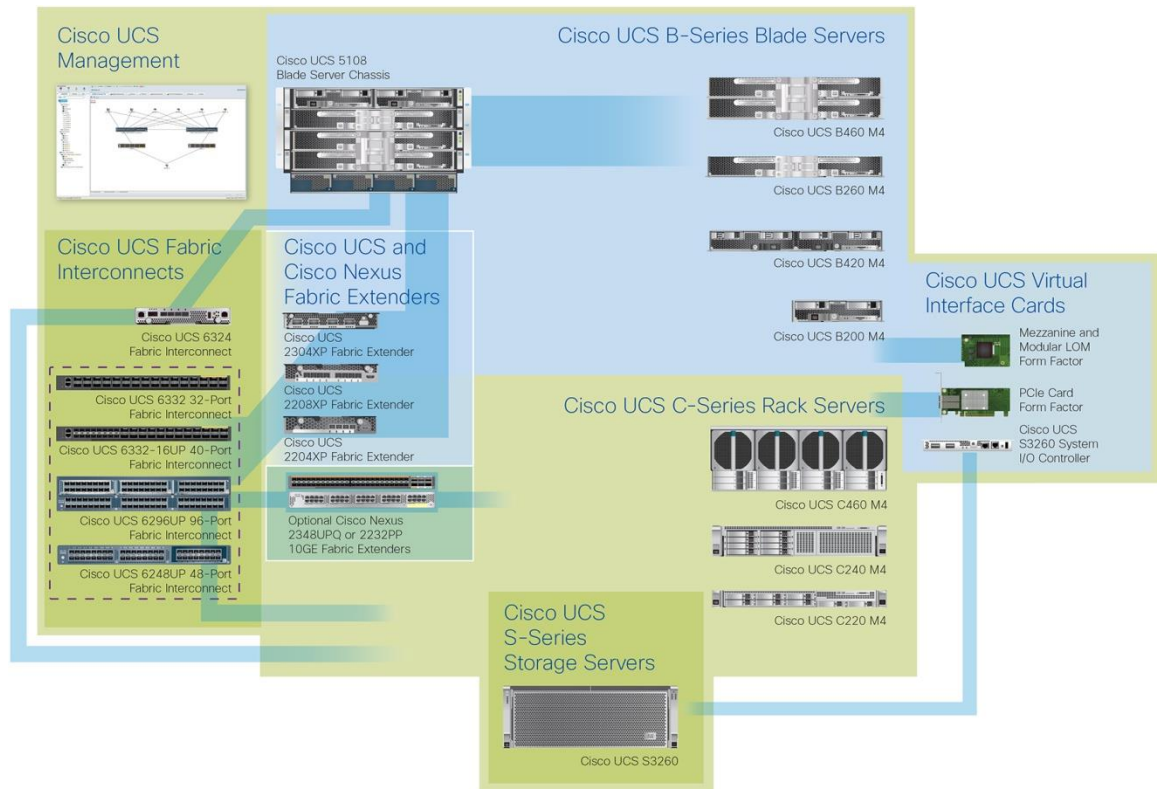 Cisco UCS
Management
Cisco UCS 5108
Blade Server Chassis
Cisco UCS B-Series Blade Servers
Cisco UCS B460 M4
Cisco UCS B260 M4
Cisco UCS B420 M4
Cisco UCS B200 M4
Cisco UCS Fabric
Interconnects
Cisco UCS 6324
Fabric Interconnect
Cisco UCS 6332 32-Port
Fabric Interconnect
Cisco UCS 6332-16UP 40-Port
Fabric Interconnect
Cisco UCS 6296UP 96-Port
Fabric Interconnect
Cisco UCS 6248UP 48-Port
Fabric Interconnect
Cisco UCS and
Cisco Nexus
Fabric Extenders
Cisco UCS
2304XP Fabric Extender
Cisco UCS
2208XP Fabric Extender
Cisco UCS
2204XP Fabric Extender
Optional Cisco Nexus
2348UPQ or 2232PP
10GE Fabric Extenders
Cisco UCS Virtual
Interface Cards
Mezzanine and
Modular LOM
Form Factor
PCIe Card
Form Factor
Cisco UCS
S3260 System
I/O Controller
Cisco UCS C-Series Rack Servers
Cisco UCS C460 M4
Cisco UCS C240 M4
Cisco UCS C220 M4
Cisco UCS
S-Series
Storage Servers
Cisco UCS S3260